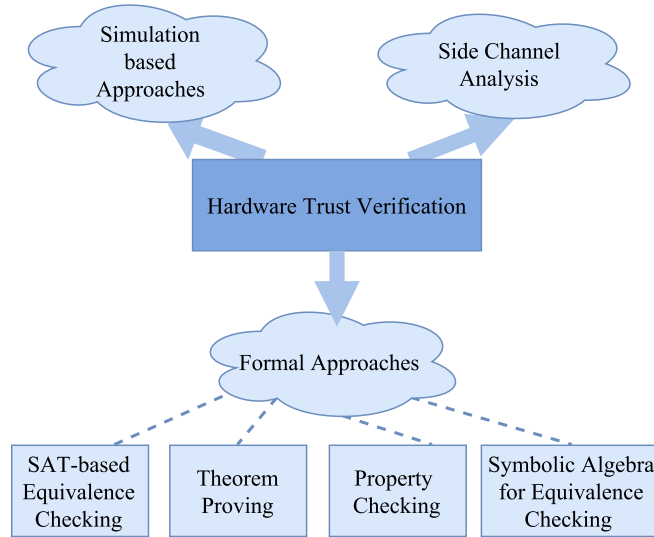 Simulation
based
Approaches
Side Channel
Analysis
Hardware Trust Verification
Formal Approaches
SAT-based
Equivalence
Checking
Theorem
Proving
Property
Checking
Symbolic Algebra
for Equivalence
Checking